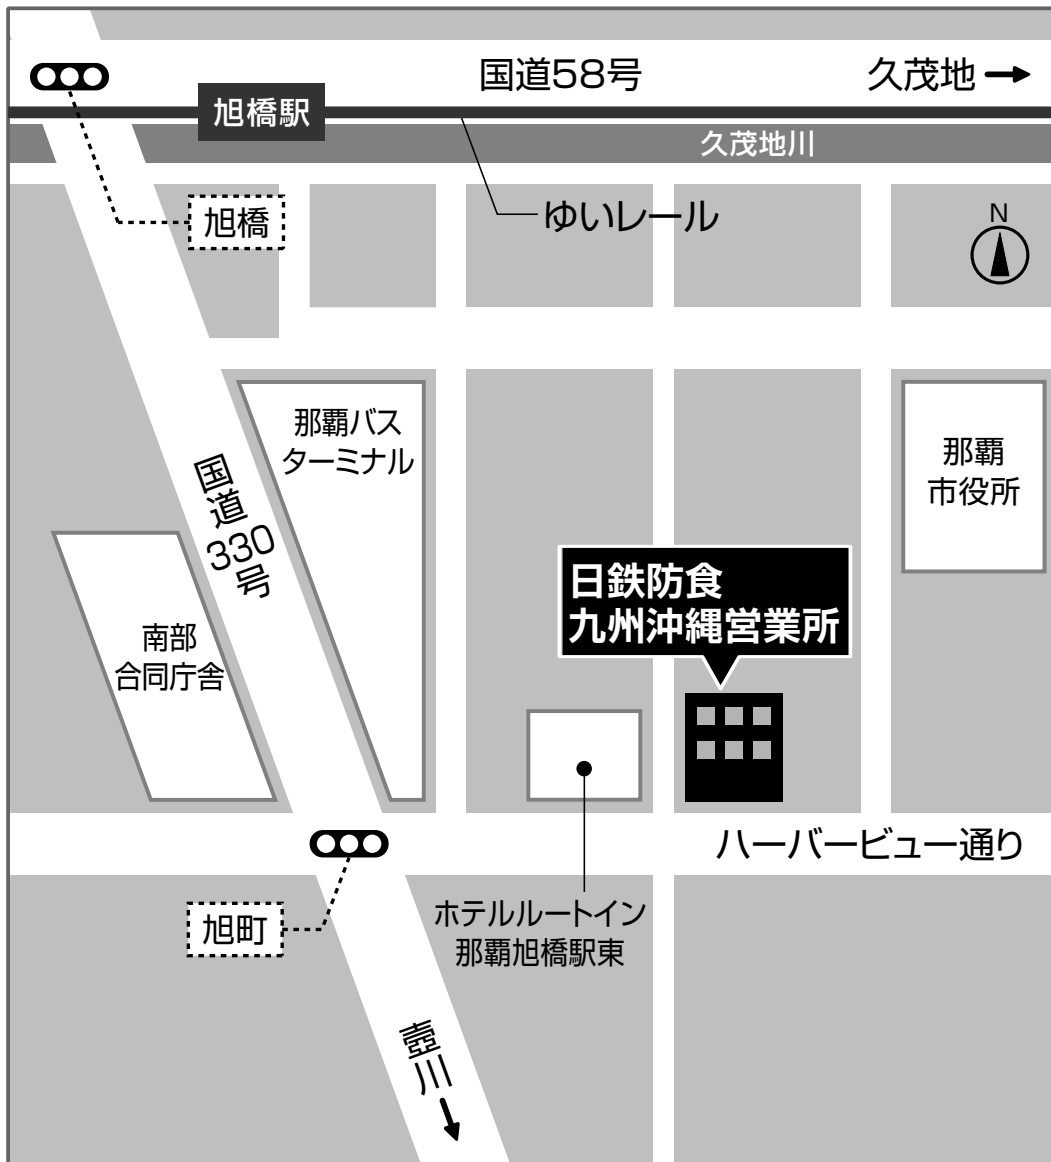 国道58号
久茂地
旭橋駅
久茂地川
旭橋
ゆいレール
N
那覇バス
ターミナル
那覇
市役所
国道
330
号
日鉄防食
九州沖縄営業所
南部
合同庁舎
ハーバービュー通り
旭町
ホテルルートイン
那覇旭橋駅東
壺川